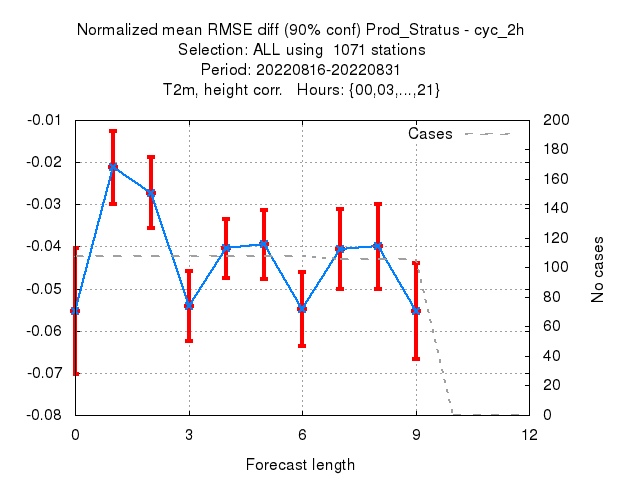 Normalized mean RMSE diff (90% conf) Prod_Stratus - cyc_2h
Selection: ALL using  1071 stations
Period: 20220816-20220831
T2m, height corr.   Hours: {00,03,...,21}
Cases
-0.01
-0.02
-0.03
-0.04
-0.05
-0.06
-0.07
-0.08
200
180
160
140
120
100
80
60
40
20
0
No cases
0 3 6 9 12
Forecast length